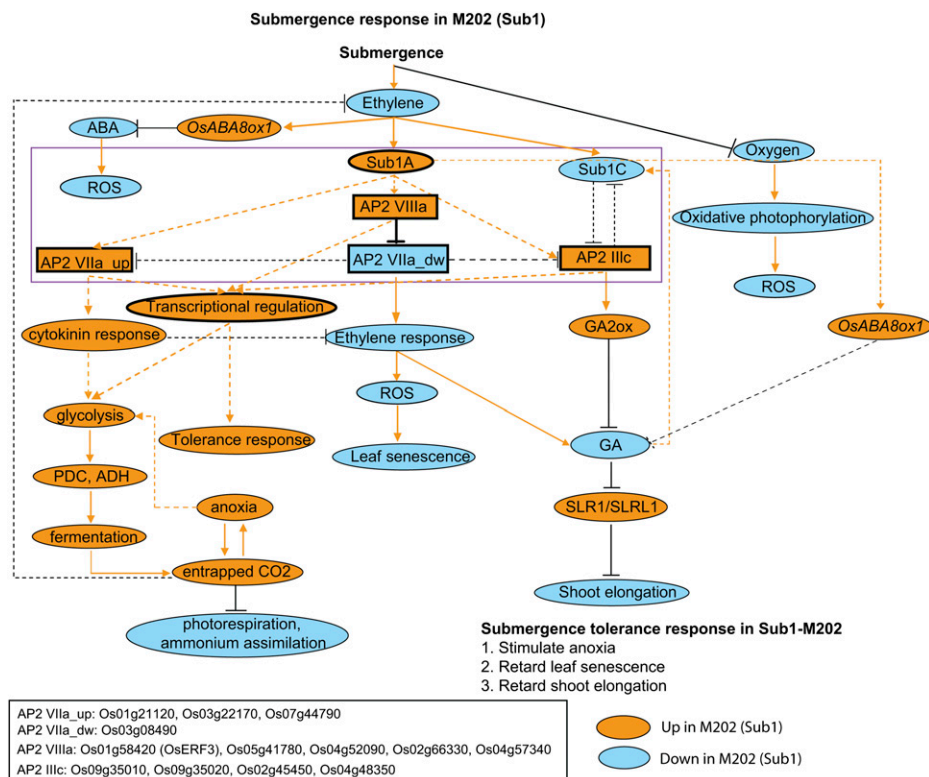 Submergence response in M202 (Sub1)
Submergence
Ethylene
ABA
OsABA8ox1
Oxygen
Sub1A
Sub1C
ROS
AP2 VIIIa
Oxidative photophorylation
AP2 VIIa_up
AP2 VIIa_dw
AP2 IIIc
ROS
Transcriptional regulation
cytokinin response
Ethylene response
GA2ox
OsABA8ox1
ROS
glycolysis
Tolerance response
Leaf senescence
GA
PDC, ADH
anoxia
SLR1/SLRL1
fermentation
entrapped CO2
Shoot elongation
photorespiration,
ammonium assimilation
Submergence tolerance response in Sub1-M202
1. Stimulate anoxia
2. Retard leaf senescence
3. Retard shoot elongation
AP2 VIIa_up: Os01g21120, Os03g22170, Os07g44790
AP2 VIIa_dw: Os03g08490
AP2 VIIIa: Os01g58420 (OsERF3), Os05g41780, Os04g52090, Os02g66330, Os04g57340
AP2 IIIc: Os09g35010, Os09g35020, Os02g45450, Os04g48350
Up in M202 (Sub1)
Down in M202 (Sub1)